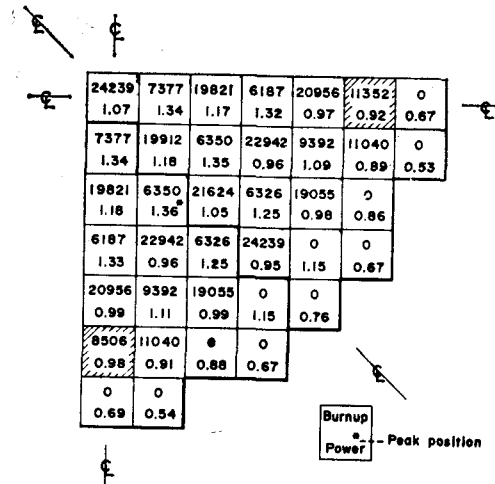 ℄
℄
℄
24239 7377 19821 6187 20956 11352 0
1.07 1.34 1.17 1.32 0.97 0.92 0.67
℄
7377 19912 6350 22942 9392 11040 0
1.34 1.18 1.35 0.96 1.09 0.89 0.53
19821 6350 21624 6326 19055 0
1.18 1.36* 1.05 1.25 0.98 0.86
6187 22942 6326 24239 0 0
1.33 0.96 1.25 0.95 1.15 0.67
20956 9392 19055 0 0
0.99 1.11 0.99 1.15 0.76
8506 11040 0 0
0.98 0.91 0.88 0.67
℄
0 0
0.69 0.54
℄
Burnup
Power * --- Peak position